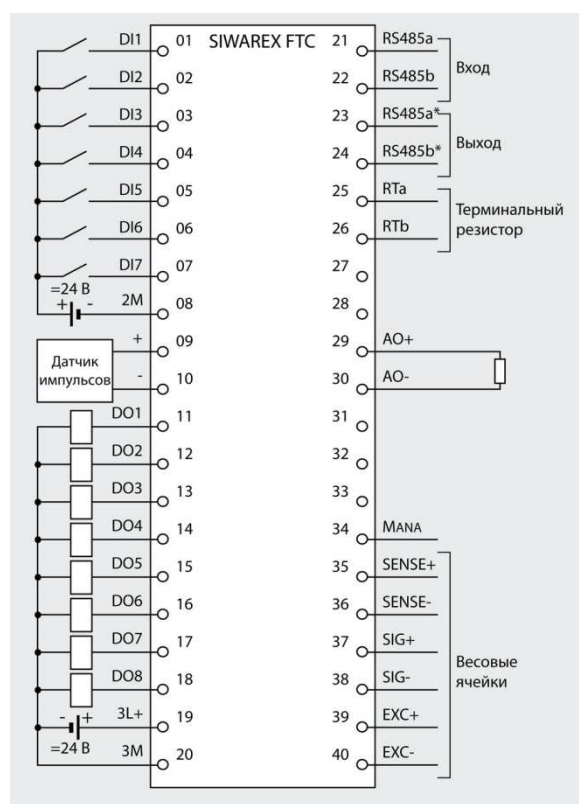 SIWAREX FTC
DI1 01
DI2 02
DI3 03
DI4 04
DI5 05
DI6 06
DI7 07
=24 В
+ -
2M 08
+ 09
Датчик
импульсов
- 10
DO1 11
DO2 12
DO3 13
DO4 14
DO5 15
DO6 16
DO7 17
DO8 18
- + 3L+ 19
=24 В
3M 20
21 RS485a
22 RS485b
Вход
23 RS485a*
24 RS485b*
Выход
25 RTa
26 RTb
Терминальный
резистор
27
28
29 AO+
30 AO-
31
32
33
34 MANA
35 SENSE+
36 SENSE-
37 SIG+
38 SIG-
39 EXC+
40 EXC-
Весовые
ячейки